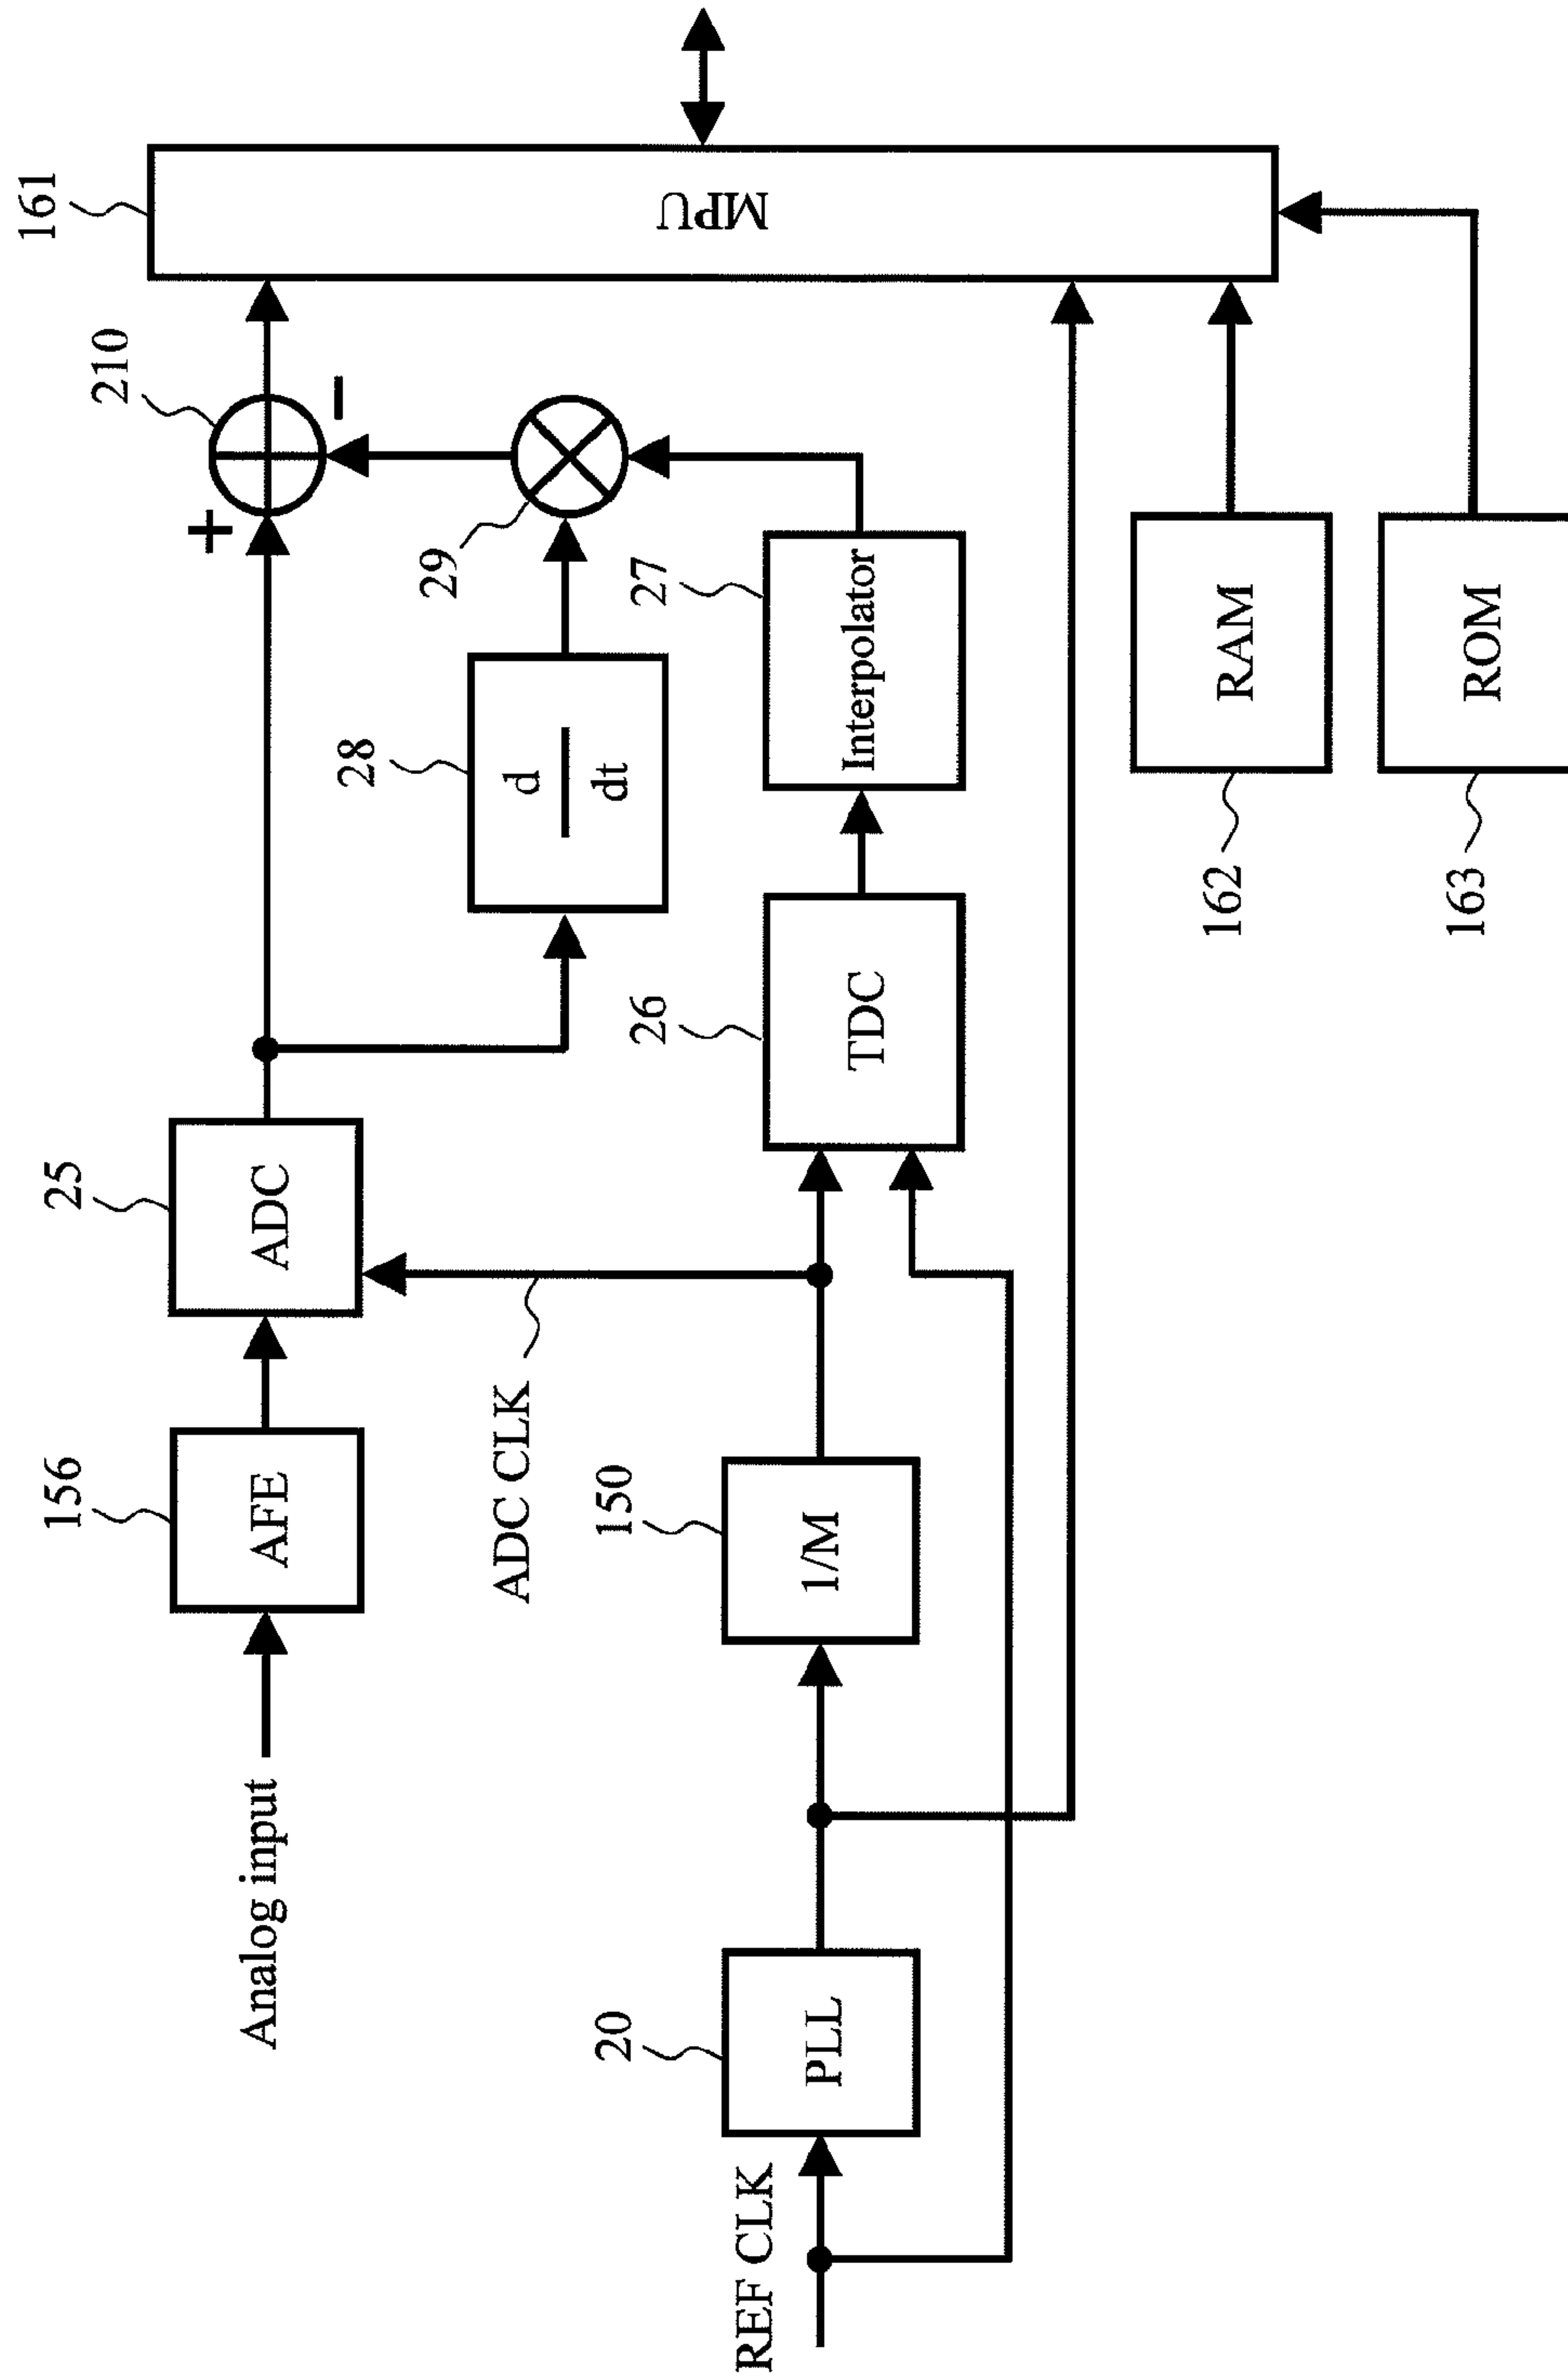 Analog input
156
AFE
25
ADC
+
210
−
161
MPU
ADC CLK
28
d
dt
29
REF CLK
20
PLL
150
1/M
26
TDC
27
Interpolator
162
RAM
163
ROM